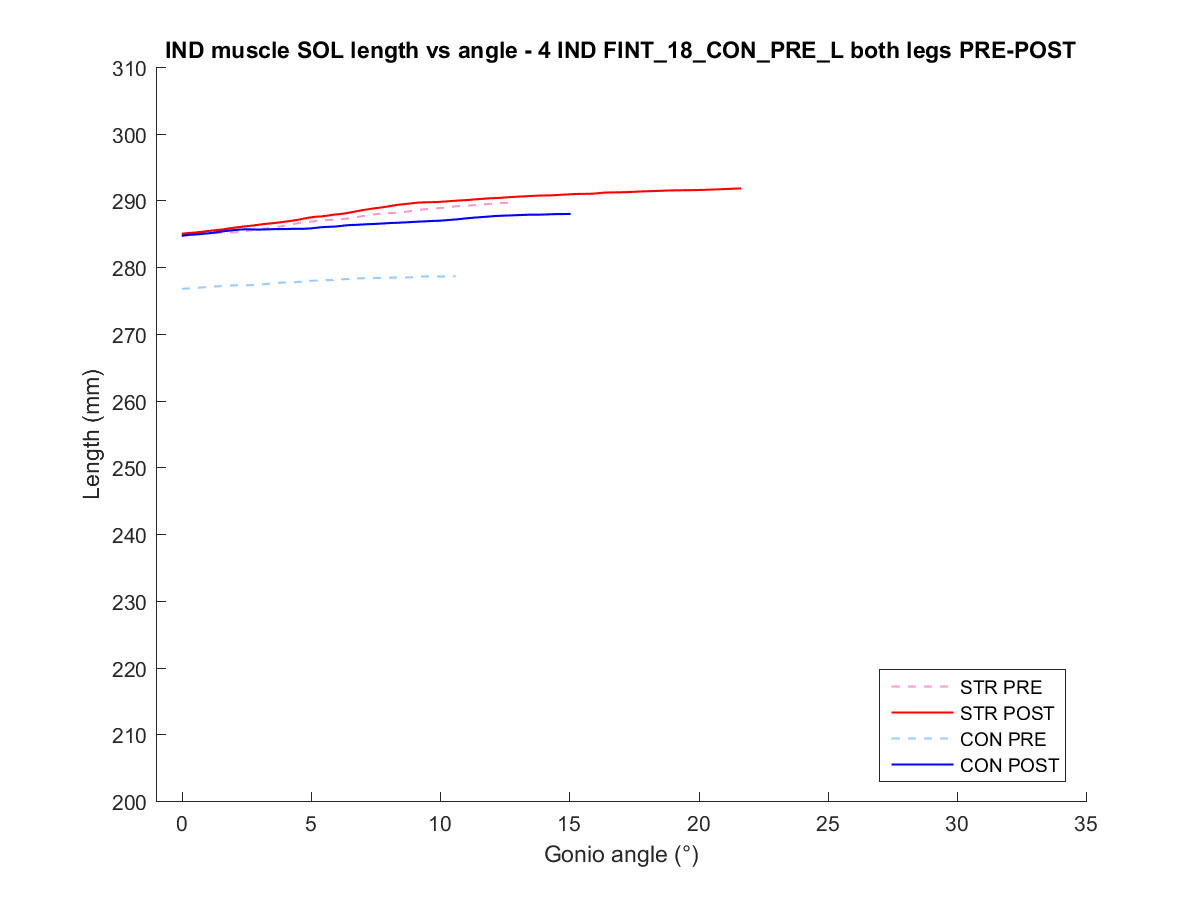 IND muscle SOL length vs angle - 4 IND FINT_18_CON_PRE_L both legs PRE-POST
310
300
290
280
270
260
250
240
230
220
210
200
Length (mm)
0 5 10 15 20 25 30 35
Gonio angle (°)
STR PRE
STR POST
CON PRE
CON POST